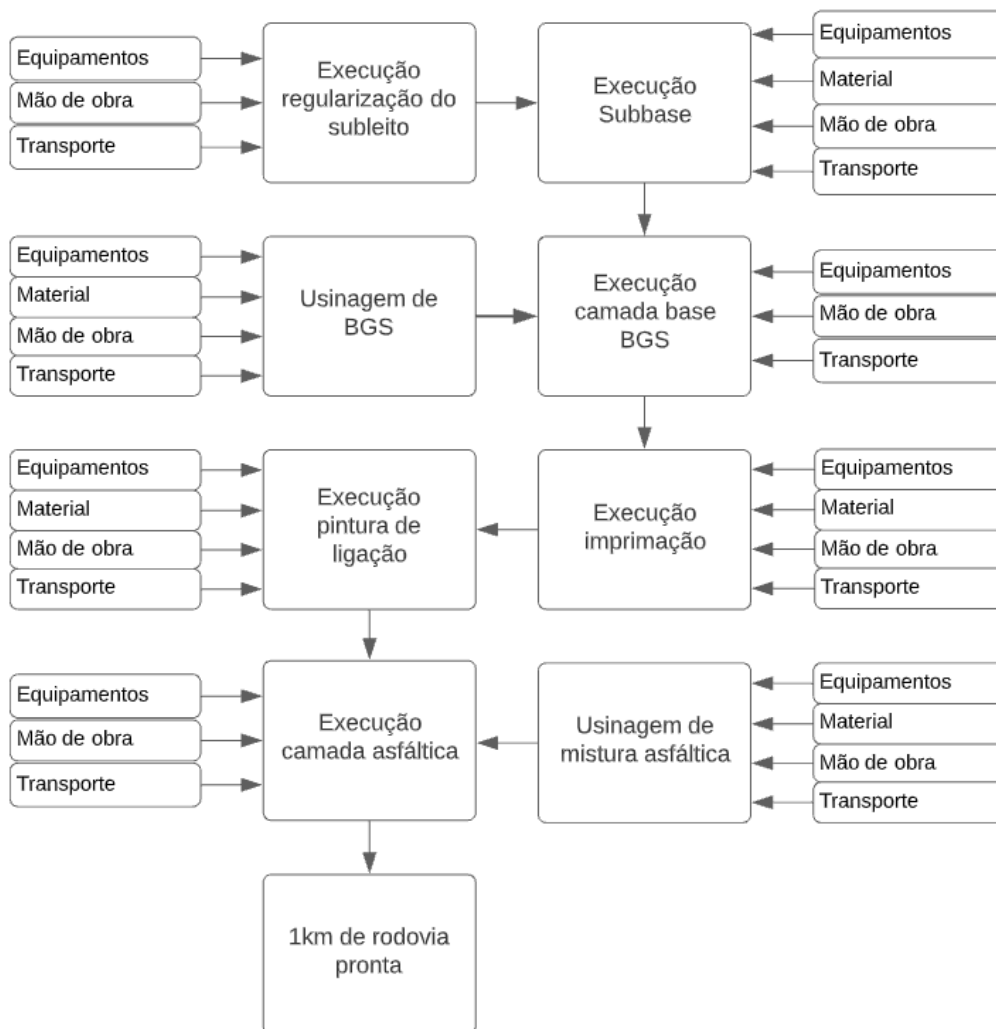 Equipamentos
Mão de obra
Transporte
Execução
regularização do
subleito
Execução
Subbase
Equipamentos
Material
Mão de obra
Transporte
Equipamentos
Material
Mão de obra
Transporte
Usinagem de
BGS
Execução
camada base
BGS
Equipamentos
Mão de obra
Transporte
Equipamentos
Material
Mão de obra
Transporte
Execução
pintura de
ligação
Execução
imprimação
Equipamentos
Material
Mão de obra
Transporte
Equipamentos
Mão de obra
Transporte
Execução
camada asfáltica
Usinagem de
mistura asfáltica
Equipamentos
Material
Mão de obra
Transporte
1km de rodovia
pronta